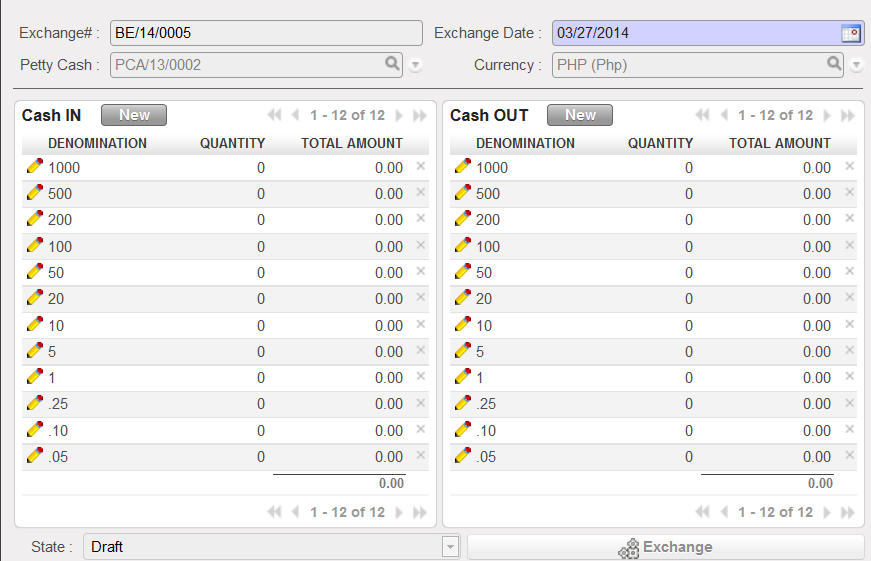 Exchange# : BE/14/0005 Exchange Date : 03/27/2014
Petty Cash : PCA/13/0002 Currency : PHP (Php)
Cash IN New 1 - 12 of 12 Cash OUT New 1 - 12 of 12
DENOMINATION QUANTITY TOTAL AMOUNT DENOMINATION QUANTITY TOTAL AMOUNT
1000 0 0.00 1000 0 0.00
500 0 0.00 500 0 0.00
200 0 0.00 200 0 0.00
100 0 0.00 100 0 0.00
50 0 0.00 50 0 0.00
20 0 0.00 20 0 0.00
10 0 0.00 10 0 0.00
5 0 0.00 5 0 0.00
1 0 0.00 1 0 0.00
.25 0 0.00 .25 0 0.00
.10 0 0.00 .10 0 0.00
.05 0 0.00 .05 0 0.00
0.00 0.00
1 - 12 of 12 1 - 12 of 12
State : Draft Exchange